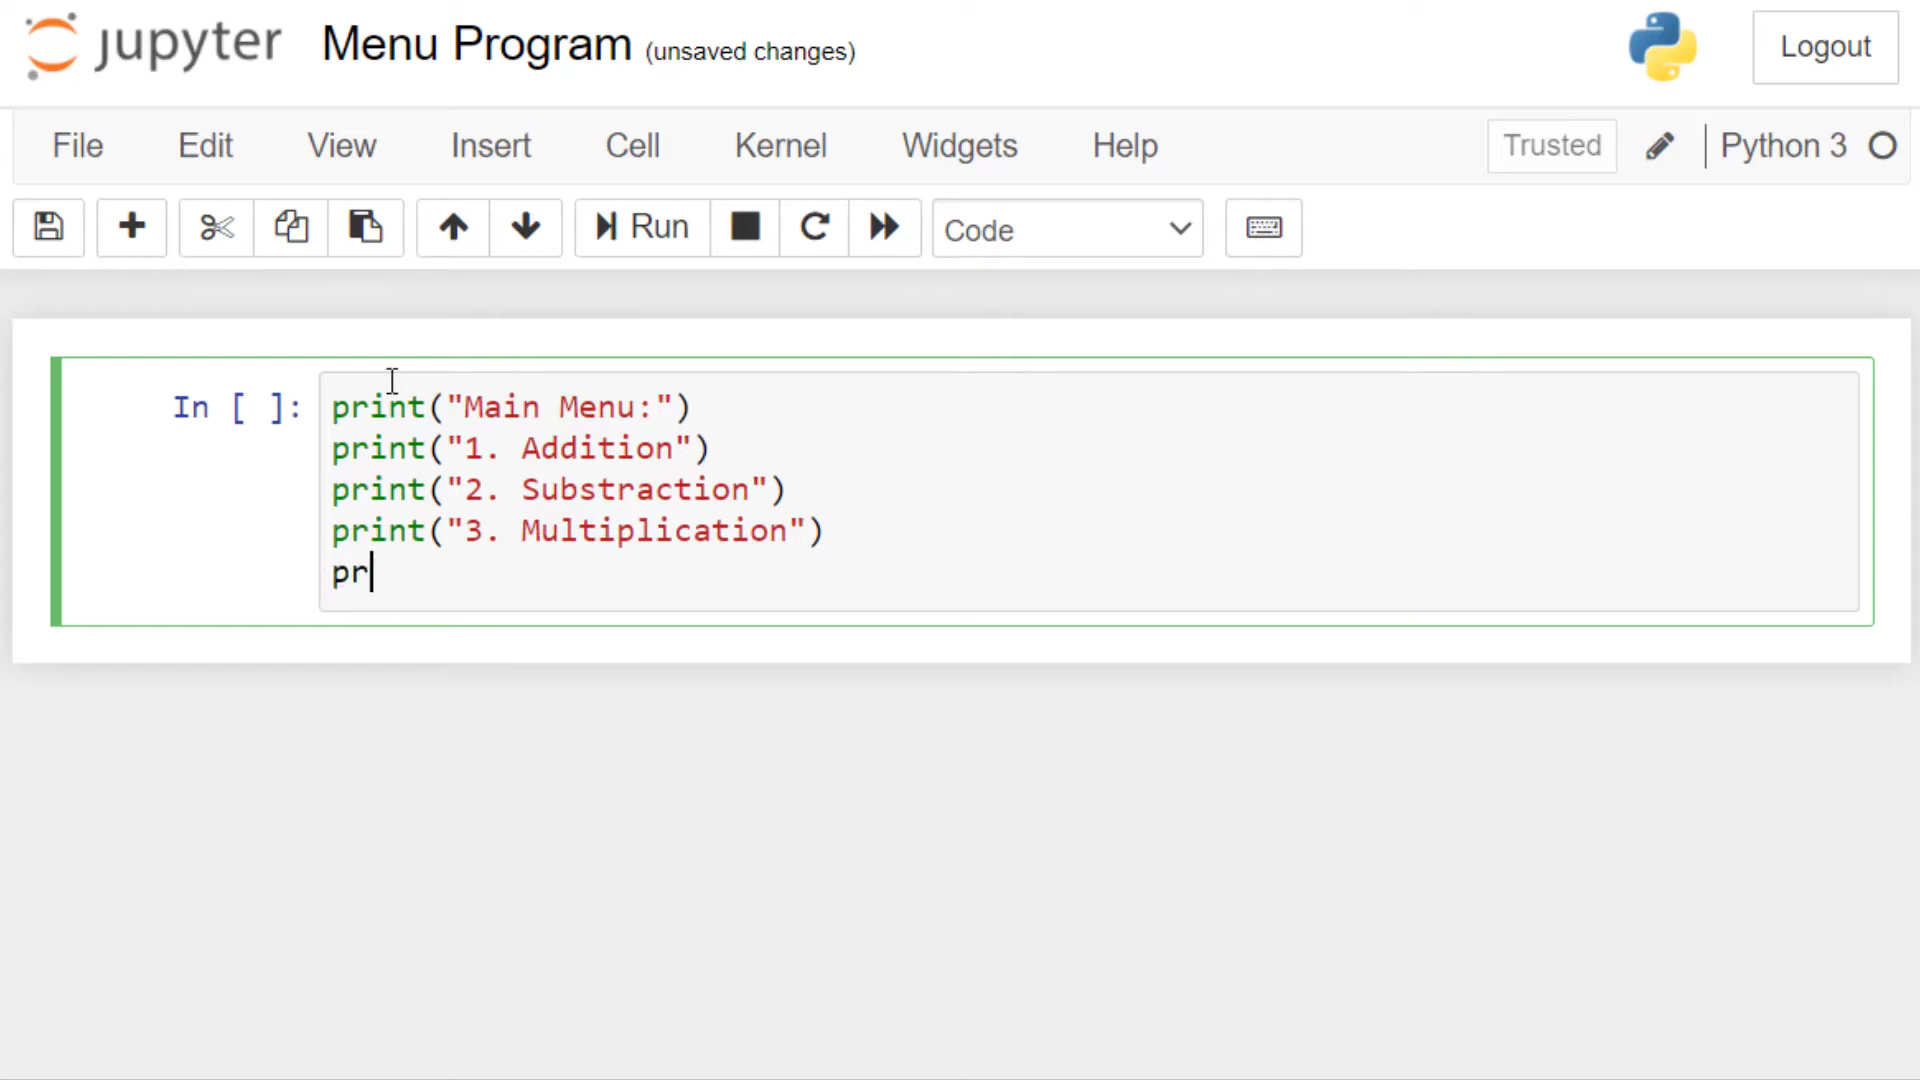 jupyter Menu Program (unsaved changes) Logout
File Edit View Insert Cell Kernel Widgets Help Trusted Python 3
Run Code
In [ ]: print("Main Menu:")
print("1. Addition")
print("2. Substraction")
print("3. Multiplication")
pr